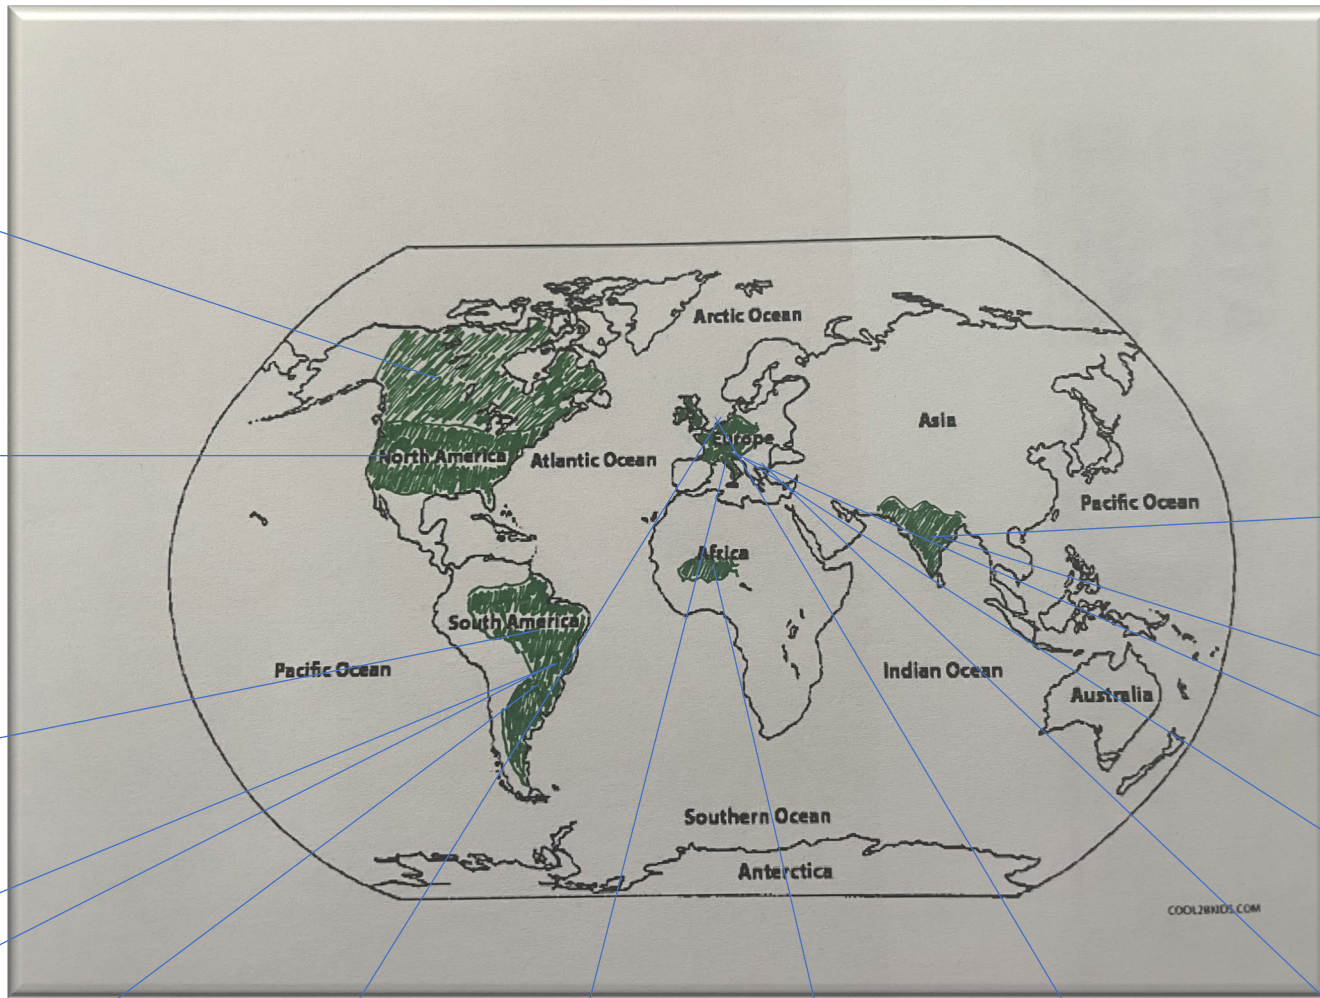 Arctic Ocean
Asia
Europe
North America
Atlantic Ocean
Pacific Ocean
Africa
South America
Pacific Ocean
Indian Ocean
Australia
Southern Ocean
Anterctica
COOL2BKIDS.COM